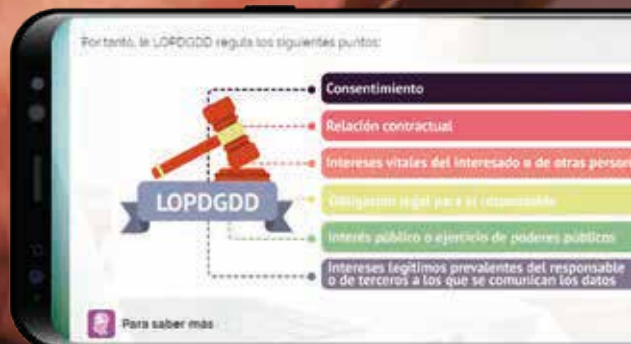 Por tanto, la LOPDGDD regula los siguientes puntos:
Consentimiento
Relación contractual
Intereses vitales del interesado o de otras person
LOPDGDD
Obligación legal para el responsable
Interés público o ejercicio de poderes públicos
Intereses legítimos prevalentes del responsable
o de terceros a los que se comunican los datos
Para saber más